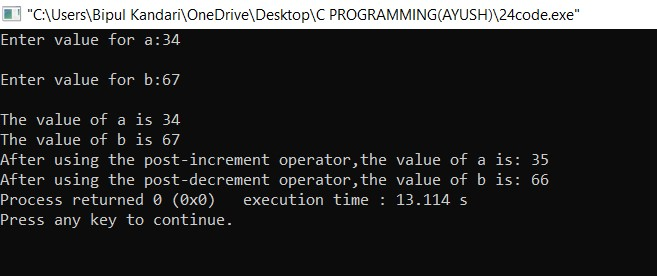 "C:\Users\Bipul Kandari\OneDrive\Desktop\C PROGRAMMING(AYUSH)\24code.exe"
Enter value for a:34
Enter value for b:67
The value of a is 34
The value of b is 67
After using the post-increment operator,the value of a is: 35
After using the post-decrement operator,the value of b is: 66
Process returned 0 (0x0)   execution time : 13.114 s
Press any key to continue.